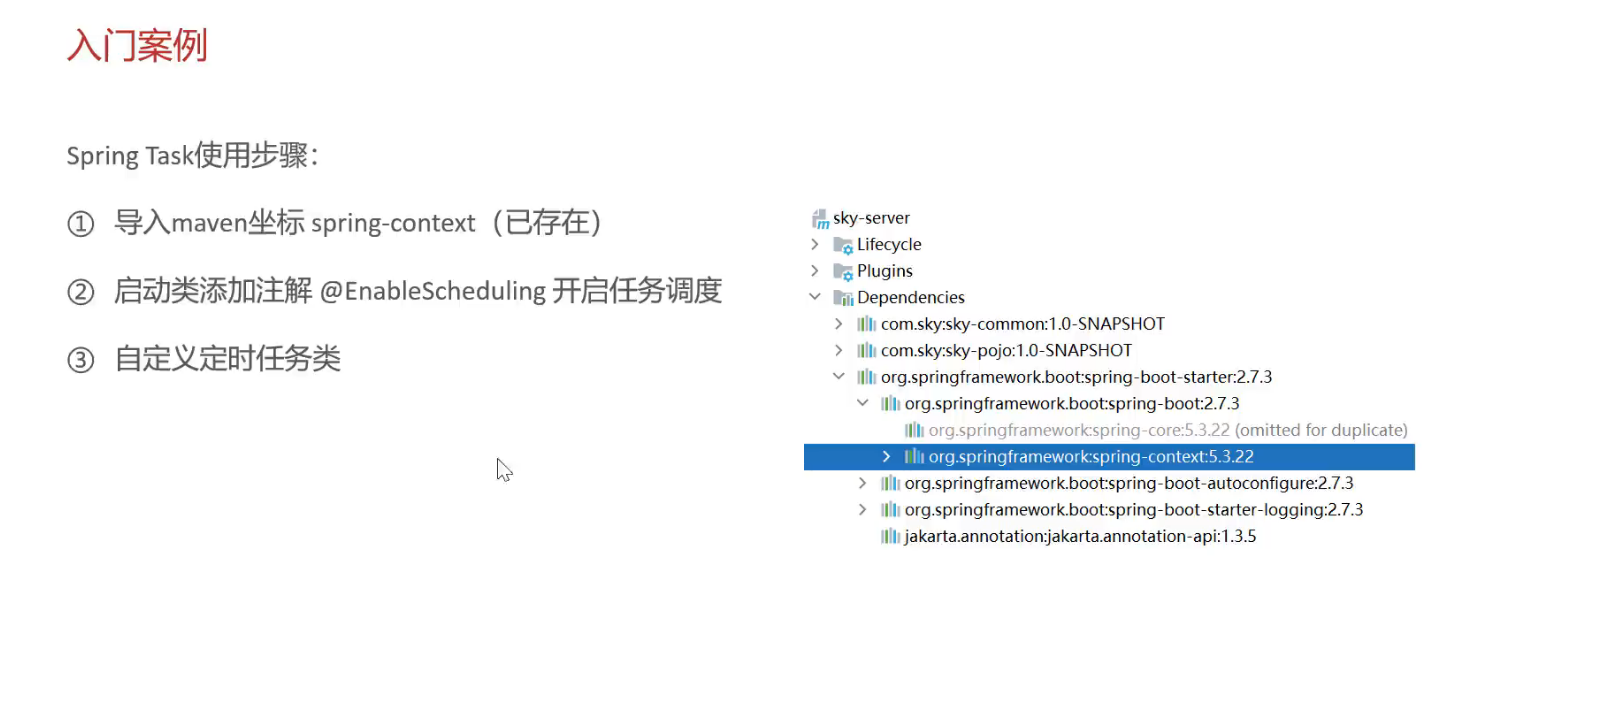 入门案例
Spring Task使用步骤：
① 导入maven坐标 spring-context（已存在）
② 启动类添加注解 @EnableScheduling 开启任务调度
③ 自定义定时任务类
sky-server
Lifecycle
Plugins
Dependencies
com.sky:sky-common:1.0-SNAPSHOT
com.sky:sky-pojo:1.0-SNAPSHOT
org.springframework.boot:spring-boot-starter:2.7.3
org.springframework.boot:spring-boot:2.7.3
org.springframework:spring-core:5.3.22 (omitted for duplicate)
org.springframework:spring-context:5.3.22
org.springframework.boot:spring-boot-autoconfigure:2.7.3
org.springframework.boot:spring-boot-starter-logging:2.7.3
jakarta.annotation:jakarta.annotation-api:1.3.5